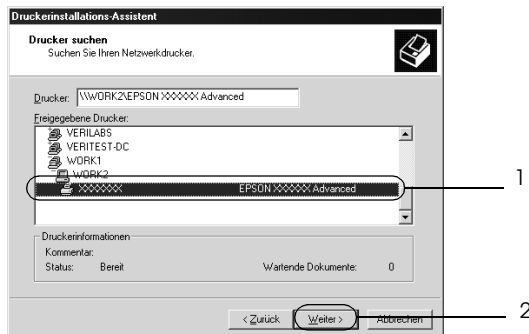 Druckerinstallations-Assistent
Drucker suchen
Suchen Sie Ihren Netzwerkdrucker.
Drucker: \\WORK2\EPSON XXXXXX Advanced
Freigegebene Drucker:
VERILABS
VERITEST-DC
WORK1
WORK2
XXXXXXX EPSON XXXXXX Advanced
1
Druckerinformationen
Kommentar:
Status: Bereit Wartende Dokumente: 0
< Zurück Weiter > Abbrechen
2